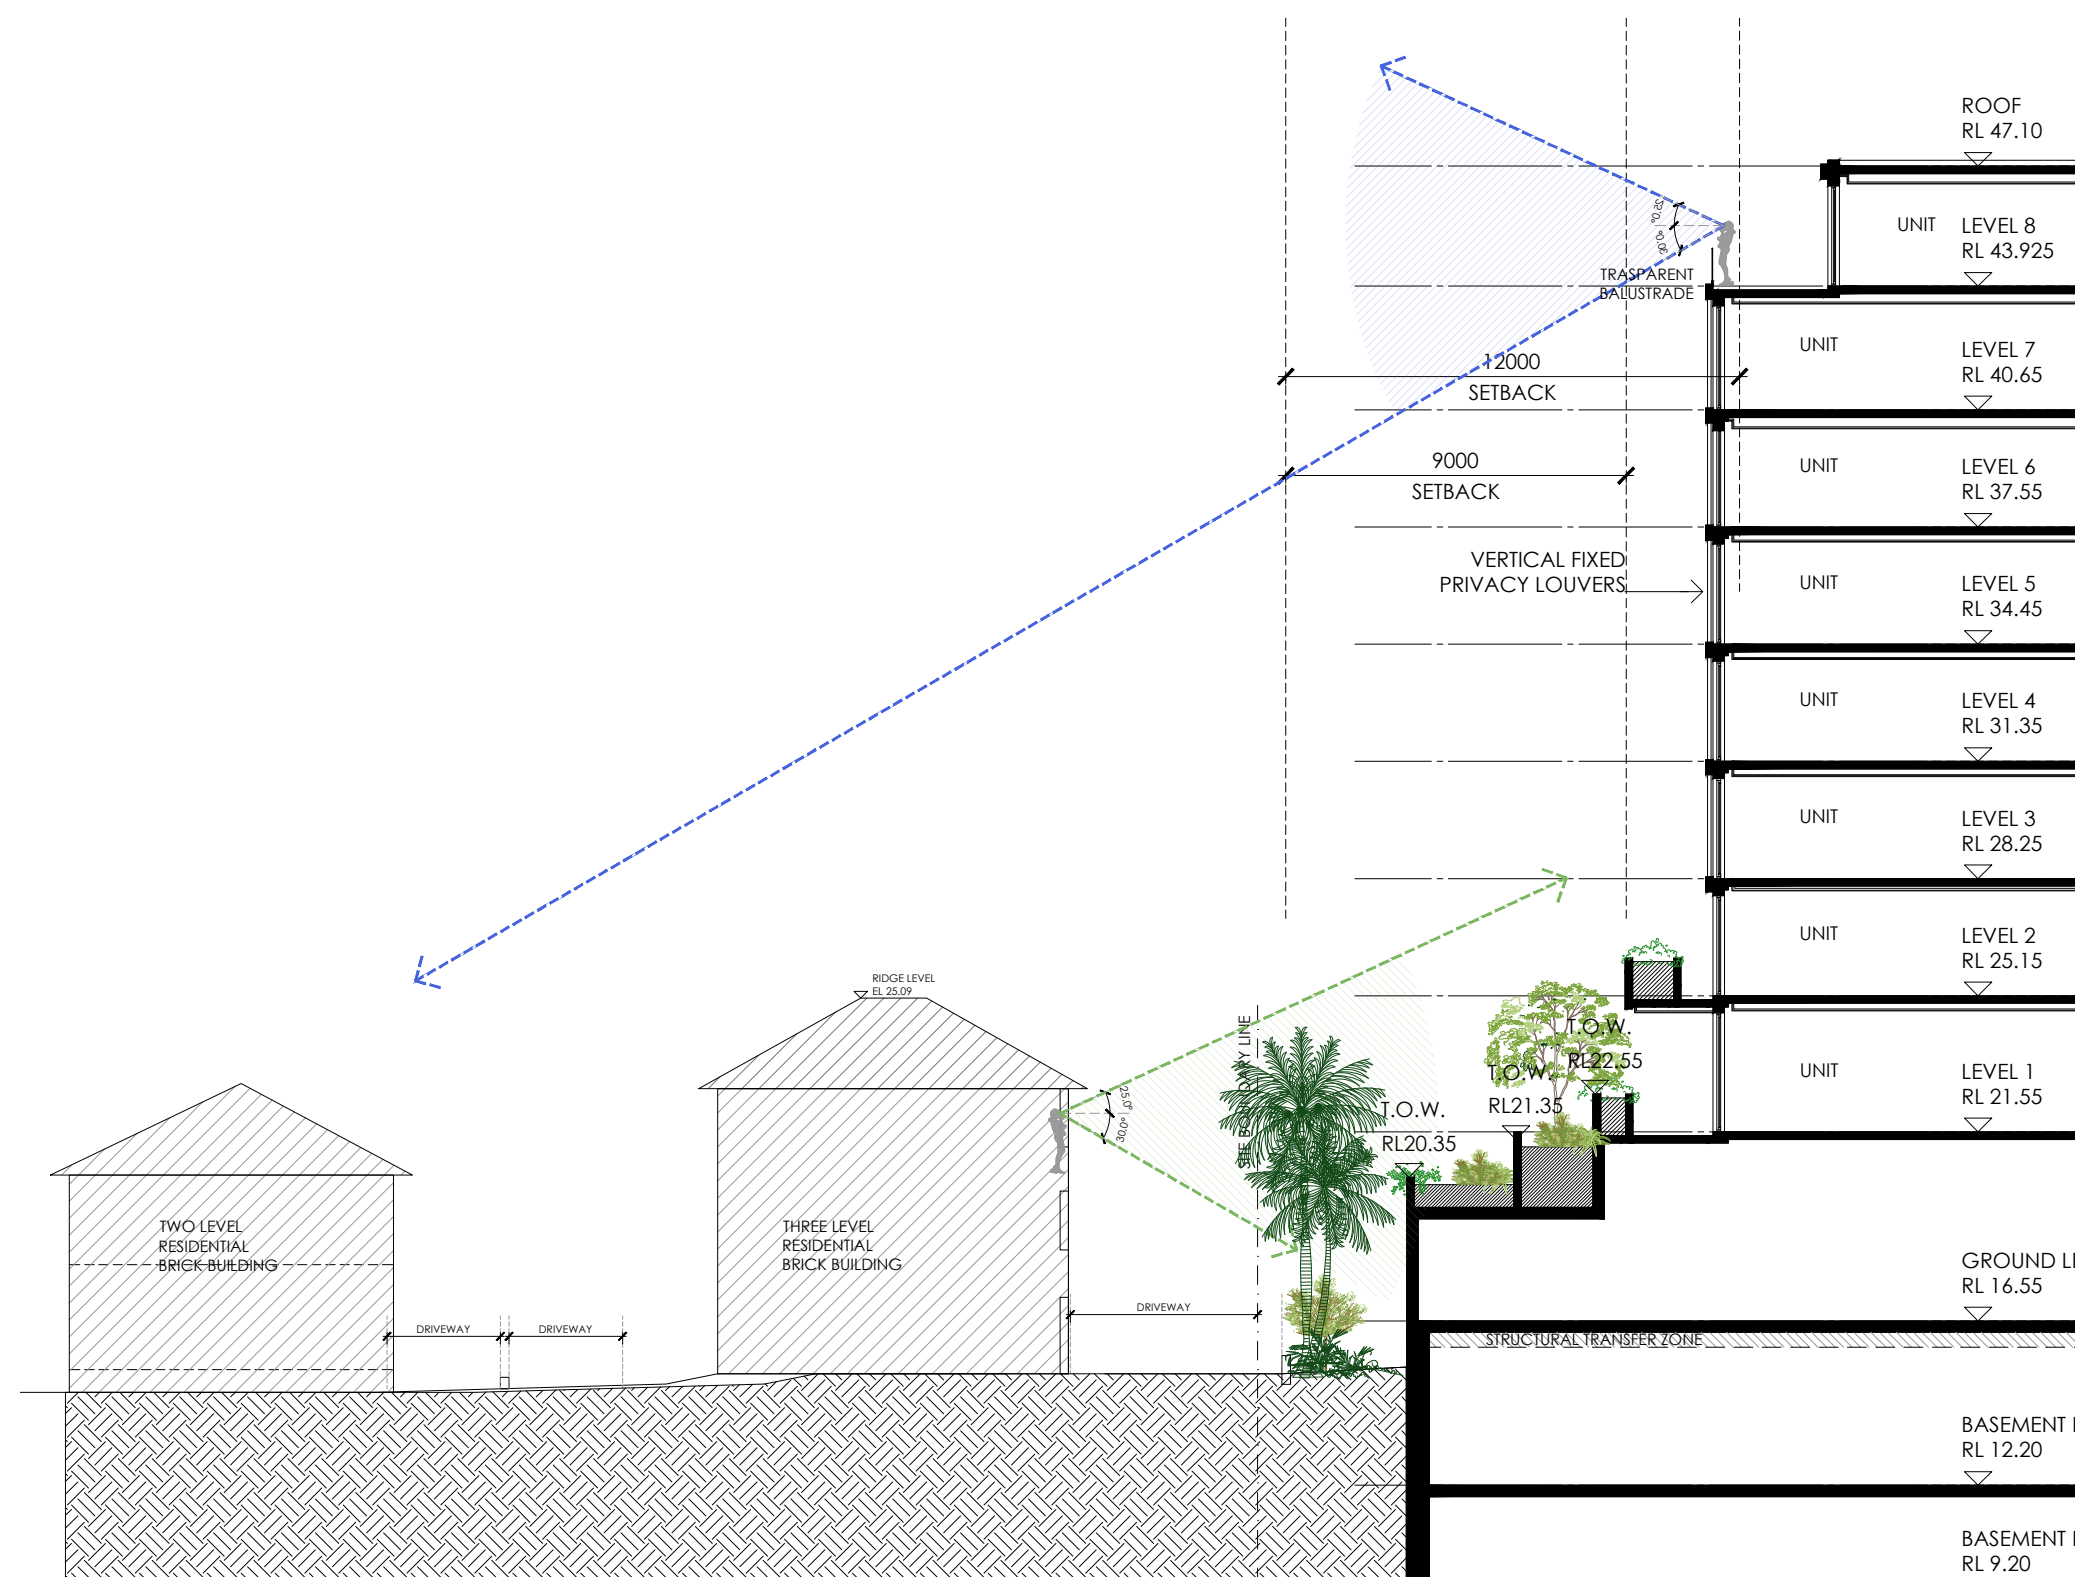 ROOF
RL 47.10
UNIT
LEVEL 8
RL 43.925
25.0°
30.0°
TRASPARENT
BALUSTRADE
UNIT
LEVEL 7
RL 40.65
12000
SETBACK
9000
SETBACK
UNIT
LEVEL 6
RL 37.55
VERTICAL FIXED
PRIVACY LOUVERS
UNIT
LEVEL 5
RL 34.45
UNIT
LEVEL 4
RL 31.35
UNIT
LEVEL 3
RL 28.25
UNIT
LEVEL 2
RL 25.15
RIDGE LEVEL
EL 25.09
T.O.W.
RL22.55
T.O.W.
RL21.35
T.O.W.
RL20.35
UNIT
LEVEL 1
RL 21.55
25.0°
30.0°
TWO LEVEL
RESIDENTIAL
BRICK BUILDING
THREE LEVEL
RESIDENTIAL
BRICK BUILDING
GROUND LE
RL 16.55
DRIVEWAY
DRIVEWAY
DRIVEWAY
STRUCTURAL TRANSFER ZONE
BASEMENT
RL 12.20
BASEMENT
RL 9.20